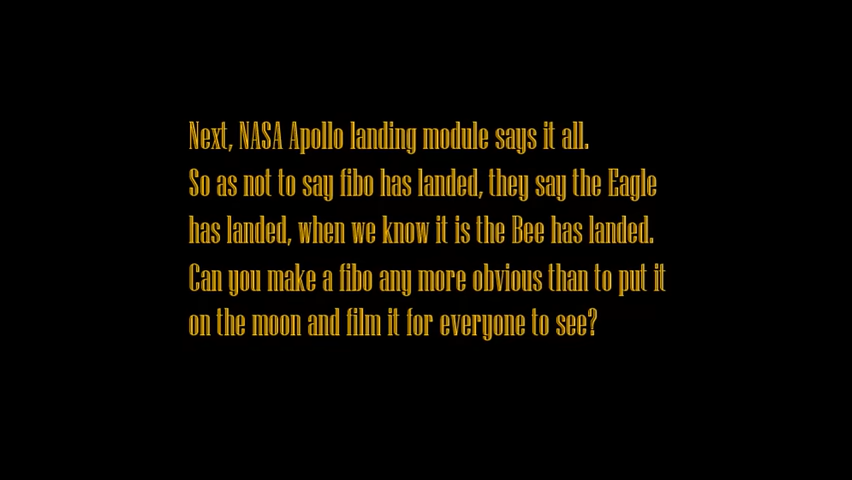 Next, NASA Apollo landing module says it all.
So as not to say fibo has landed, they say the Eagle
has landed, when we know it is the Bee has landed.
Can you make a fibo any more obvious than to put it
on the moon and film it for everyone to see?